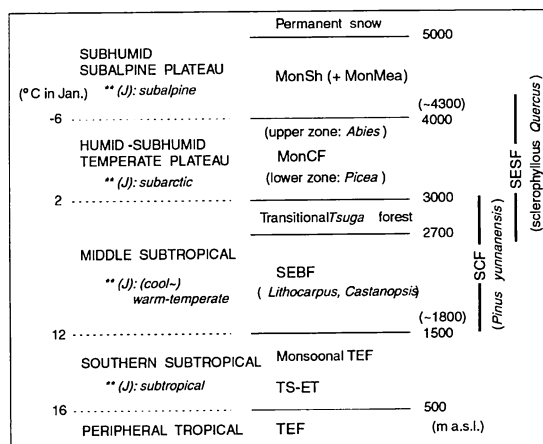 Permanent snow
5000
SUBHUMID
SUBALPINE PLATEAU
MonSh (+ MonMea)
(°C in Jan.)
** (J): subalpine
(~4300)
-6
4000
(upper zone: Abies)
HUMID -SUBHUMID
TEMPERATE PLATEAU
MonCF
** (J): subarctic
(lower zone: Picea )
2
3000
TransitionalTsuga forest
2700
MIDDLE SUBTROPICAL
SEBF
** (J): (cool~)
warm-temperate
( Lithocarpus, Castanopsis)
(~1800)
12
1500
SOUTHERN SUBTROPICAL
Monsoonal TEF
** (J): subtropical
TS-ET
16
500
PERIPHERAL TROPICAL
TEF
(m a.s.l.)
SCF
(Pinus yunnanensis)
SESF
(sclerophyllous Quercus)